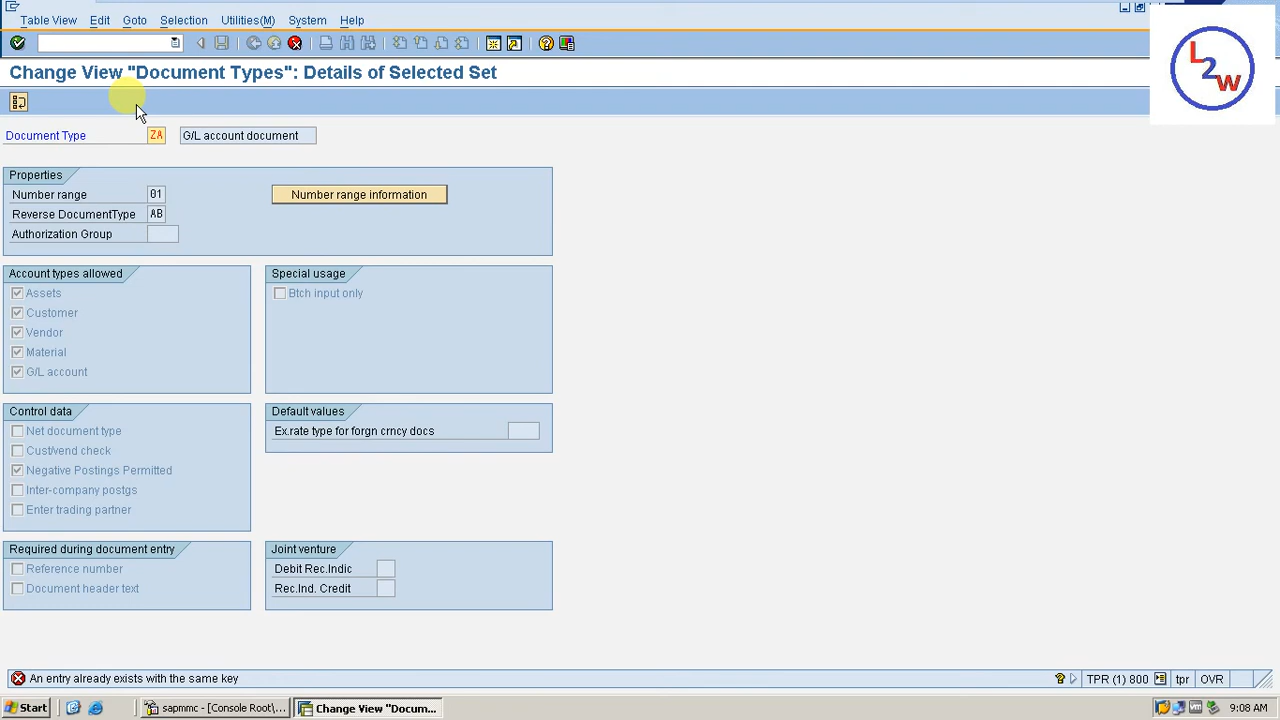 Table View Edit Goto Selection Utilities(M) System Help
L2W
Change View "Document Types": Details of Selected Set
Document Type ZA G/L account document
Properties
Number range 01 Number range information
Reverse DocumentType AB
Authorization Group
Account types allowed Special usage
Assets Btch input only
Customer
Vendor
Material
G/L account
Control data Default values
Net document type Ex.rate type for forgn crncy docs
Cust/vend check
Negative Postings Permitted
Inter-company postgs
Enter trading partner
Required during document entry Joint venture
Reference number Debit Rec.Indic
Document header text Rec.Ind. Credit
An entry already exists with the same key TPR (1) 800 tpr OVR
Start sapmmc - [Console Root\... Change View "Docum... 9:08 AM